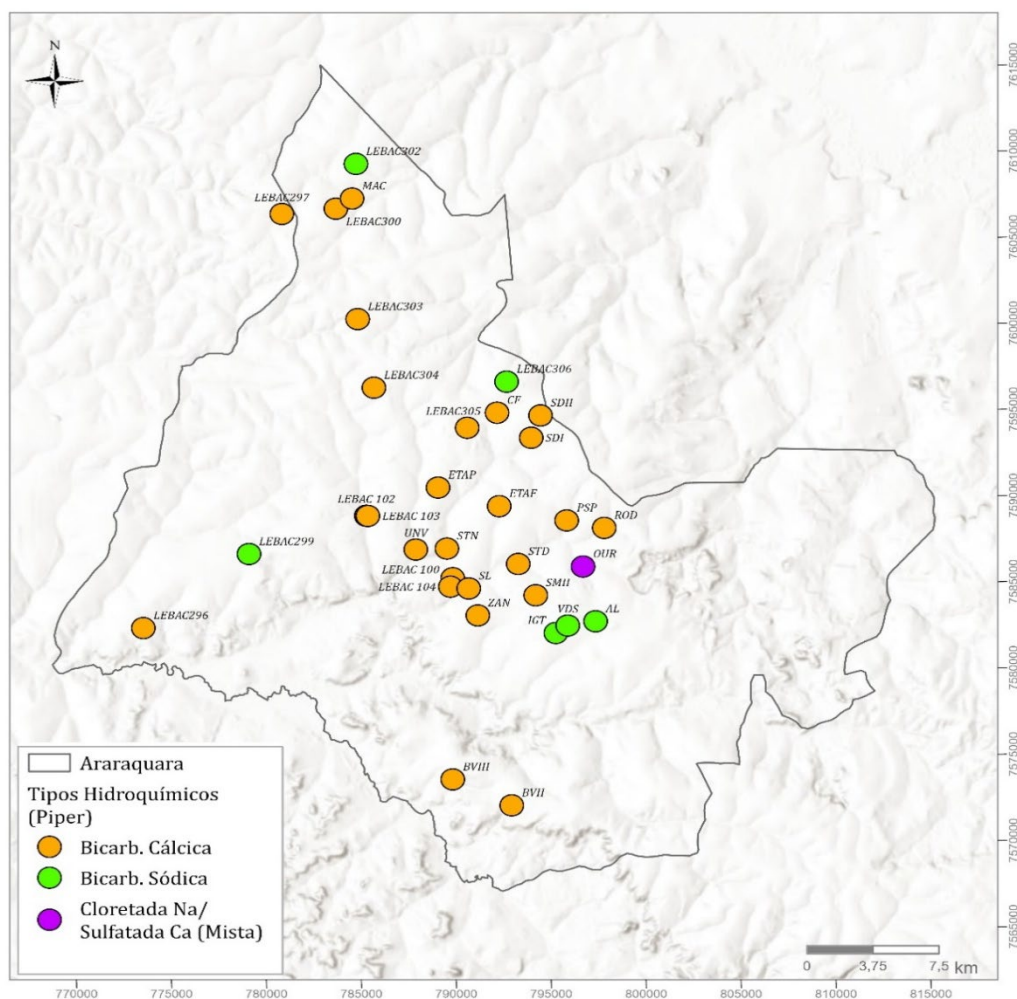 N
7615000
LEBAC302
7610000
MAC
LEBAC297
LEBAC300
7605000
LEBAC303
7600000
LEBAC304
LEBAC306
CF
SDII
LEBAC305
7595000
SDI
ETAP
LEBAC 102
ETAF
PSP
ROD
7590000
LEBAC 103
UNV
STN
LEBAC299
STD
OUR
LEBAC 100
SL
7585000
LEBAC 104
SMII
ZAN
VDS
AL
IGT
LEBAC296
7580000
BVIII
7575000
BVII
7570000
7565000
Araraquara
Tipos Hidroquímicos
(Piper)
Bicarb. Cálcica
Bicarb. Sódica
Cloretada Na/
Sulfatada Ca (Mista)
0 3,75 7,5 km
770000 775000 780000 785000 790000 795000 800000 805000 810000 815000